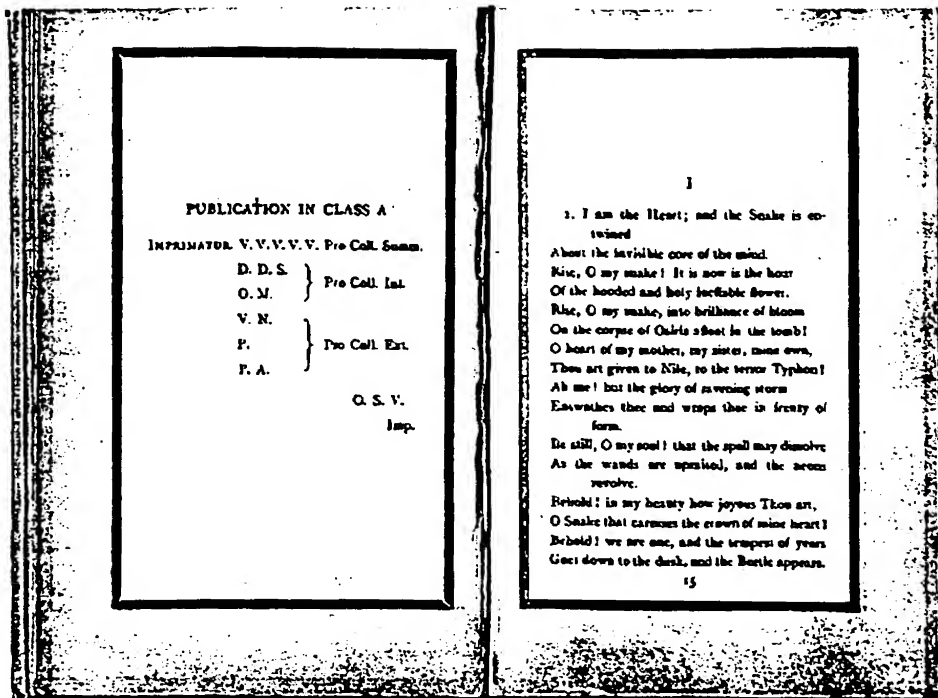 PUBLICATION IN CLASS A
IMPRIMATUR V.V.V.V.V. Pro Coll. Summ.
D. D. S.
O. M.
Pro Coll. Int.
V. N.
P.
P. A.
Pro Coll. Ext.
O. S. V.
Imp.
I
1. I am the Heart; and the Snake is en-
twined
About the invisible core of the mind.
Rise, O my snake! It is now is the hour
Of the hooded and holy ineffable flower.
Rise, O my snake, into brilliance of bloom
On the corpse of Osiris afloat in the tomb!
O heart of my mother, my sister, mine own,
Thou art given to Nile, to the terror Typhon!
Ah me! but the glory of ravening storm
Enswathes thee and wraps thee in frenzy of
form.
Be still, O my soul! that the spell may dissolve
As the wands are upraised, and the aeons
revolve.
Behold! in my beauty how joyous Thou art,
O Snake that caresses the crown of mine heart!
Behold! we are one, and the tempest of years
Goes down to the dusk, and the Beetle appears.
15